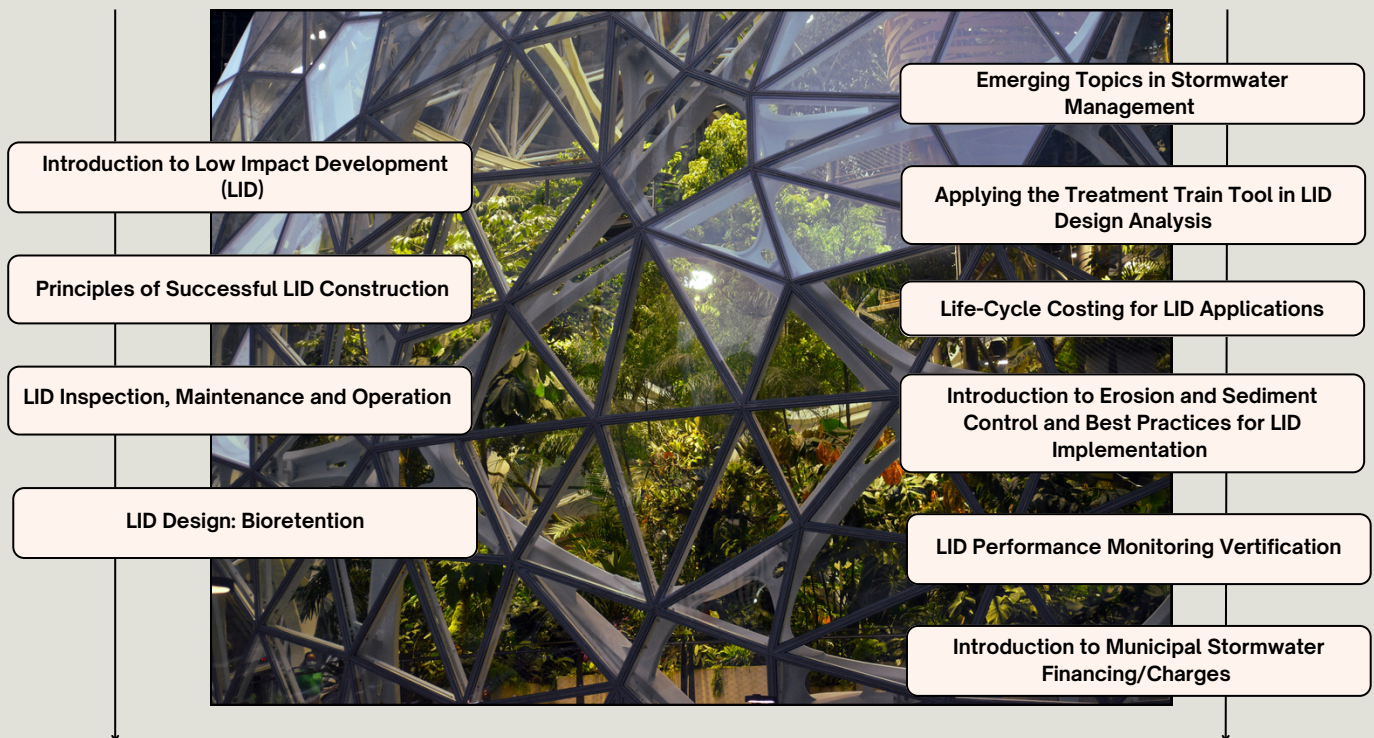 Introduction to Low Impact Development
(LID)
Principles of Successful LID Construction
LID Inspection, Maintenance and Operation
LID Design: Bioretention
Emerging Topics in Stormwater
Management
Applying the Treatment Train Tool in LID
Design Analysis
Life-Cycle Costing for LID Applications
Introduction to Erosion and Sediment
Control and Best Practices for LID
Implementation
LID Performance Monitoring Vertification
Introduction to Municipal Stormwater
Financing/Charges